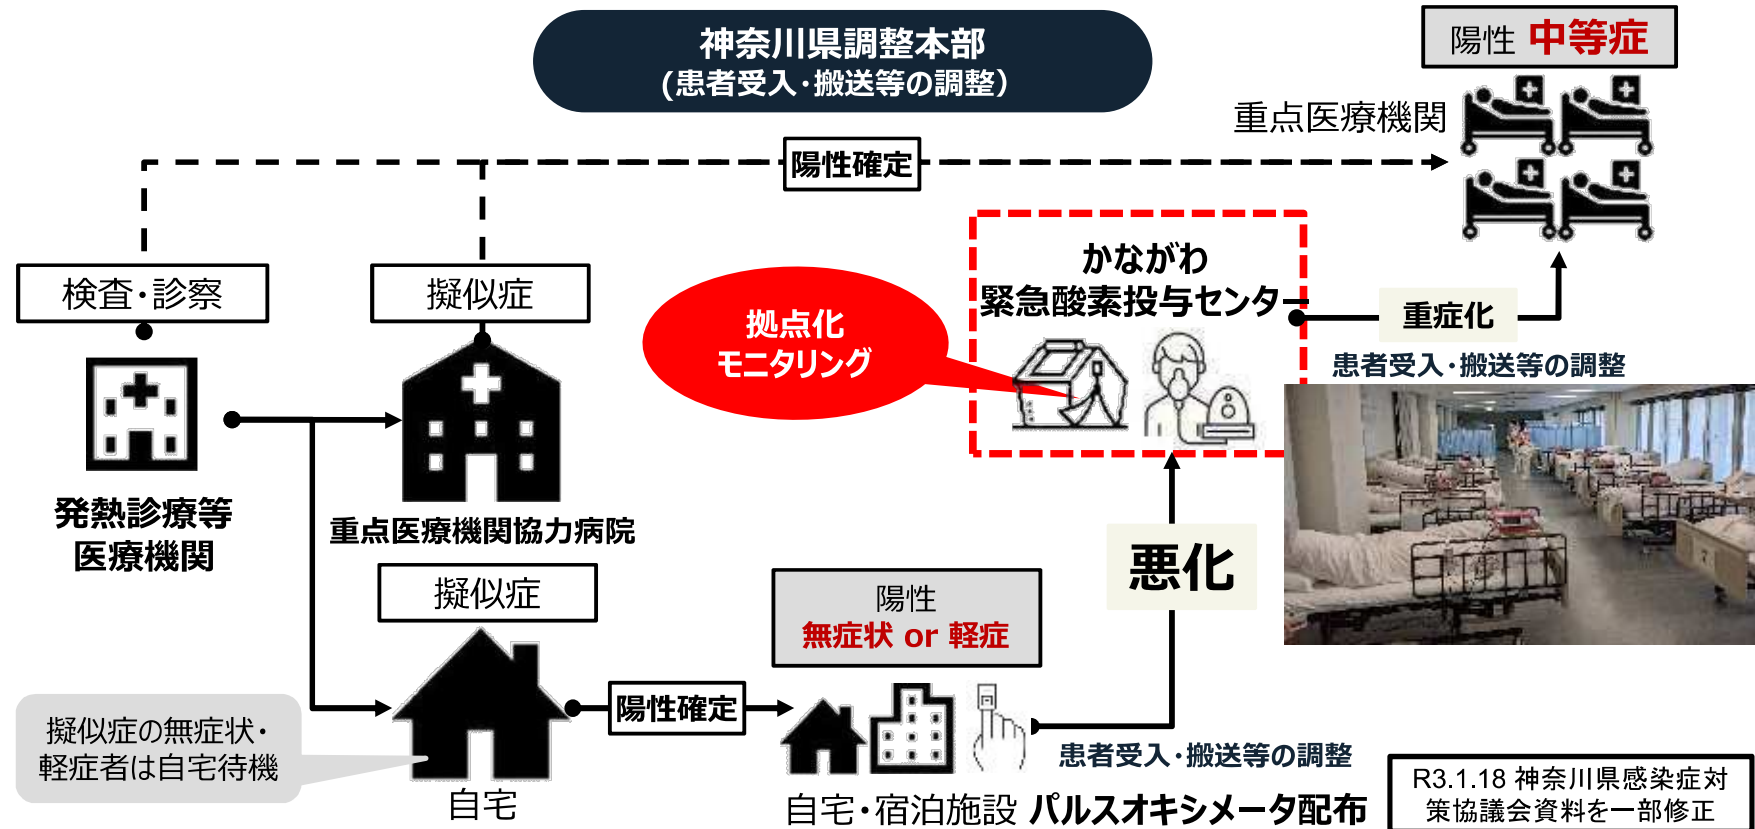 神奈川県調整本部
(患者受入・搬送等の調整)
陽性 中等症
重点医療機関
陽性確定
検査・診察
擬似症
かながわ
緊急酸素投与センター
拠点化
モニタリング
重症化
患者受入・搬送等の調整
発熱診療等
医療機関
重点医療機関協力病院
悪化
擬似症
陽性
無症状 or 軽症
陽性確定
擬似症の無症状・
軽症者は自宅待機
患者受入・搬送等の調整
自宅
自宅・宿泊施設 パルスオキシメータ配布
R3.1.18 神奈川県感染症対
策協議会資料を一部修正